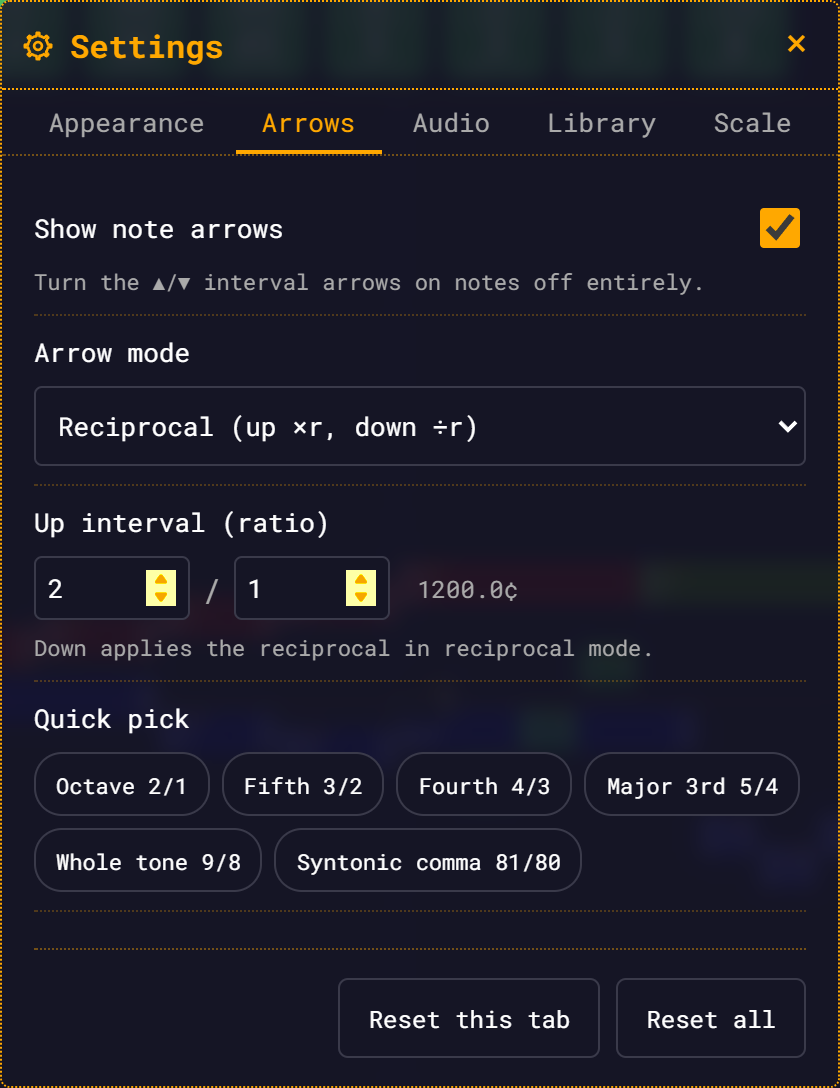 Settings
Appearance Arrows Audio Library Scale
Show note arrows
Turn the ▲/▼ interval arrows on notes off entirely.
Arrow mode
Reciprocal (up ×r, down ÷r)
Up interval (ratio)
2 / 1 1200.0¢
Down applies the reciprocal in reciprocal mode.
Quick pick
Octave 2/1 Fifth 3/2 Fourth 4/3 Major 3rd 5/4
Whole tone 9/8 Syntonic comma 81/80
Reset this tab Reset all